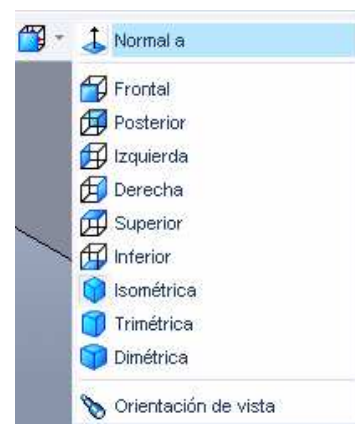 Normal a
Frontal
Posterior
Izquierda
Derecha
Superior
Inferior
Isométrica
Trimétrica
Dimétrica
Orientación de vista